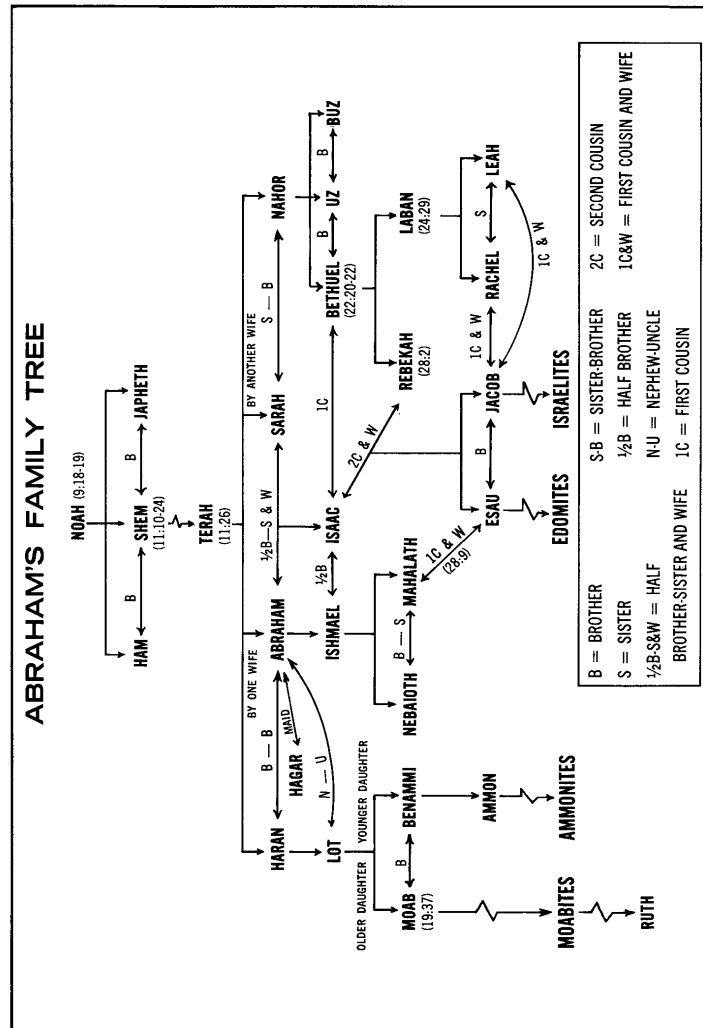 ABRAHAM'S FAMILY TREE
NOAH (9:18-19)
HAM
B
SHEM
B
JAPHETH
(11:10-24)
TERAH
(11:26)
BY ONE WIFE
BY ANOTHER WIFE
HARAN
B — B
ABRAHAM
½B—S & W
SARAH
S — B
NAHOR
MAID
HAGAR
N — U
LOT
ISHMAEL
½B
ISAAC
1C
BETHUEL
B
UZ
B
BUZ
(22:20-22)
OLDER DAUGHTER
YOUNGER DAUGHTER
2C & W
MOAB
B
BENAMMI
NEBAIOTH
B — S
MAHALATH
REBEKAH
LABAN
(19:37)
(28:2)
(24:29)
1C & W
(28:9)
AMMON
ESAU
B
JACOB
1C & W
RACHEL
S
LEAH
1C & W
MOABITES
AMMONITES
EDOMITES
ISRAELITES
RUTH
B = BROTHER
S = SISTER
½B-S&W = HALF
BROTHER-SISTER AND WIFE
S-B = SISTER-BROTHER
½B = HALF BROTHER
N-U = NEPHEW-UNCLE
1C = FIRST COUSIN
2C = SECOND COUSIN
1C&W = FIRST COUSIN AND WIFE